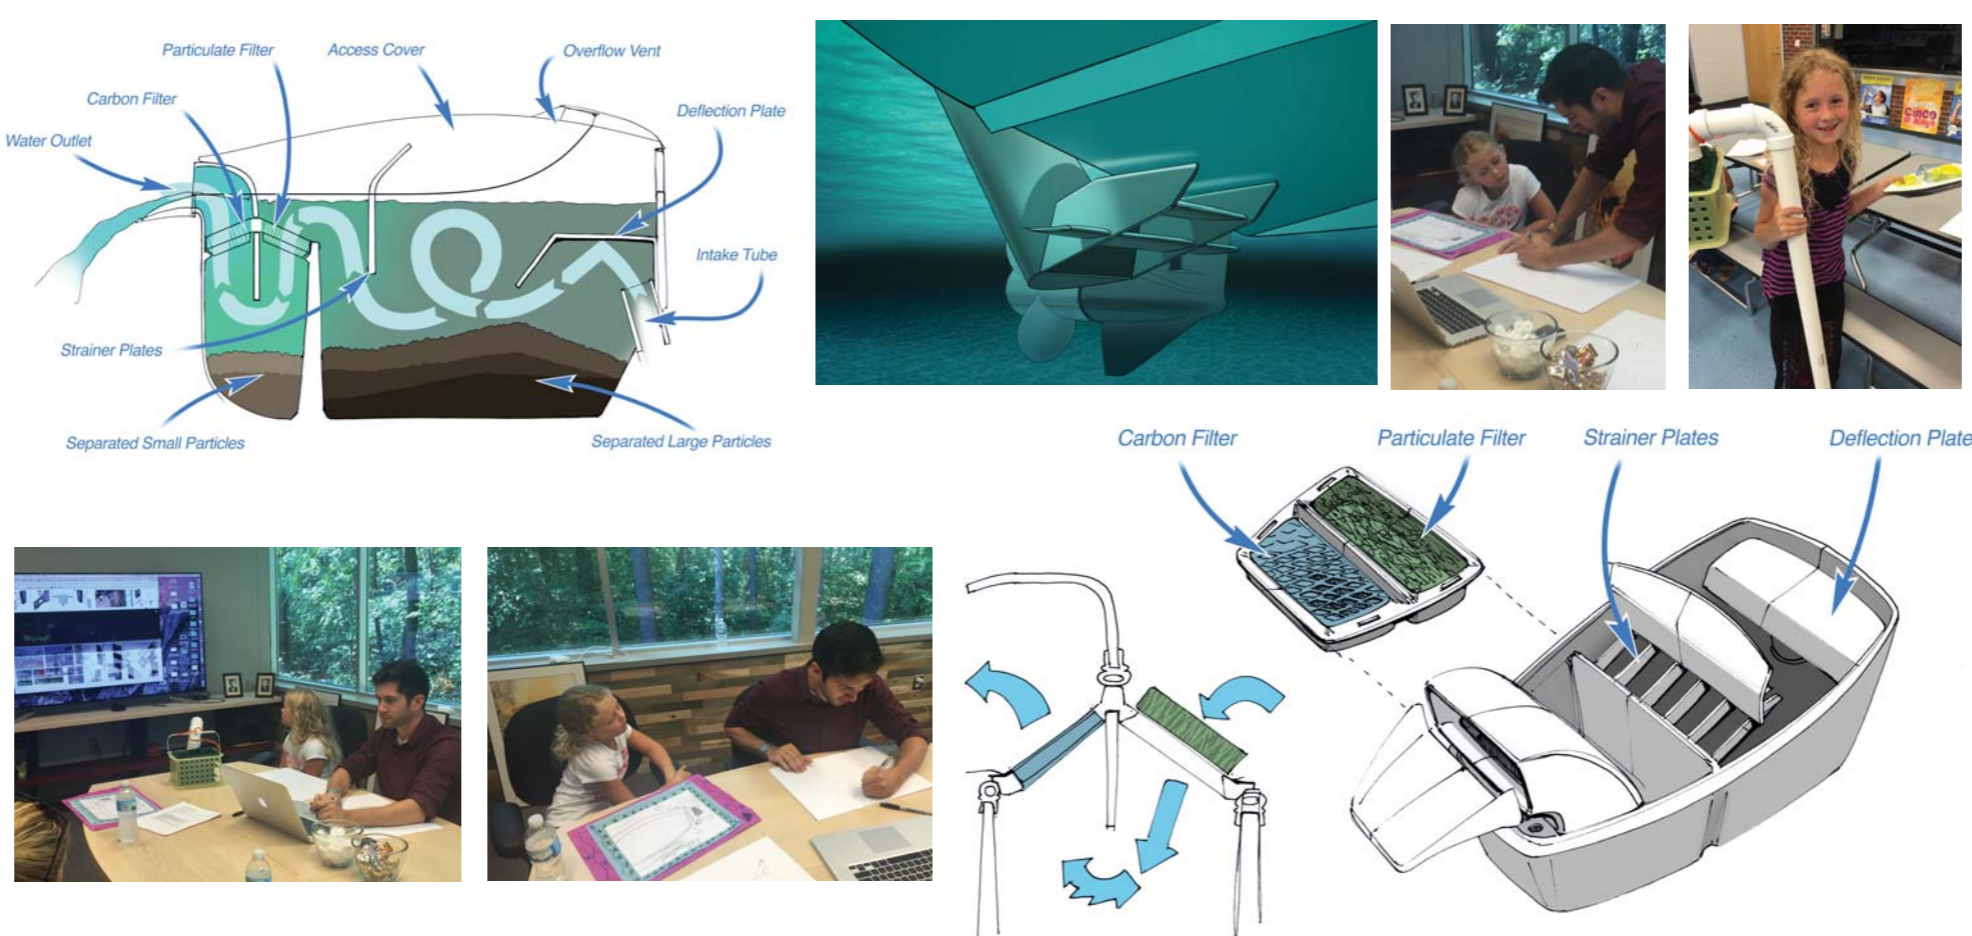 Particulate Filter
Access Cover
Overflow Vent
Carbon Filter
Deflection Plate
Water Outlet
Intake Tube
Strainer Plates
Separated Small Particles
Separated Large Particles
CINCO
Carbon Filter
Particulate Filter
Strainer Plates
Deflection Plate